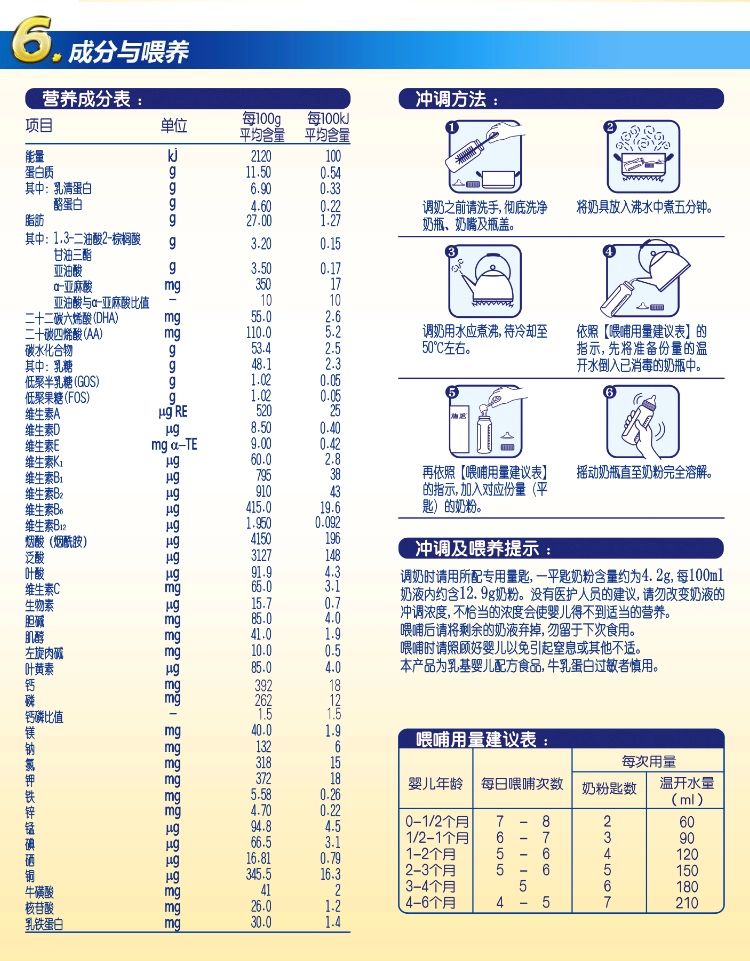 6. 成分与喂养
营养成分表：
项目 单位 每100g平均含量 每100kJ平均含量
能量 kJ 2120 100
蛋白质 g 11.50 0.54
其中：乳清蛋白 g 6.90 0.33
酪蛋白 g 4.60 0.22
脂肪 g 27.00 1.27
其中：1,3-二油酸2-棕榈酸
甘油三酯 g 3.20 0.15
亚油酸 g 3.50 0.17
α-亚麻酸 mg 350 17
亚油酸与α-亚麻酸比值 – 10 10
二十二碳六烯酸(DHA) mg 55.0 2.6
二十碳四烯酸(AA) mg 110.0 5.2
碳水化合物 g 53.4 2.5
其中：乳糖 g 48.1 2.3
低聚半乳糖(GOS) g 1.02 0.05
低聚果糖(FOS) g 1.02 0.05
维生素A μg RE 520 25
维生素D μg 8.50 0.40
维生素E mg α-TE 9.00 0.42
维生素K₁ μg 60.0 2.8
维生素B₁ μg 795 38
维生素B₂ μg 910 43
维生素B₆ μg 415.0 19.6
维生素B₁₂ μg 1.950 0.092
烟酸（烟酰胺） μg 4150 196
泛酸 μg 3127 148
叶酸 μg 91.9 4.3
维生素C mg 65.0 3.1
生物素 μg 15.7 0.7
胆碱 mg 85.0 4.0
肌醇 mg 41.0 1.9
左旋肉碱 mg 10.0 0.5
叶黄素 μg 85.0 4.0
钙 mg 392 18
磷 mg 262 12
钙磷比值 – 1.5 1.5
镁 mg 40.0 1.9
钠 mg 132 6
氯 mg 318 15
钾 mg 372 18
铁 mg 5.58 0.26
锌 mg 4.70 0.22
锰 μg 94.8 4.5
碘 μg 66.5 3.1
硒 μg 16.81 0.79
铜 μg 345.5 16.3
牛磺酸 mg 41 2
核苷酸 mg 26.0 1.2
乳铁蛋白 mg 30.0 1.4
冲调方法：
1
调奶之前请洗手,彻底洗净
奶瓶、奶嘴及瓶盖。
2
将奶具放入沸水中煮五分钟。
3
调奶用水应煮沸,待冷却至
50℃左右。
4
依照【喂哺用量建议表】的
指示,先将准备份量的温
开水倒入已消毒的奶瓶中。
5
再依照【喂哺用量建议表】
的指示,加入对应份量（平
匙）的奶粉。
6
摇动奶瓶直至奶粉完全溶解。
冲调及喂养提示：
调奶时请用所配专用量匙,一平匙奶粉含量约为4.2g,每100ml
奶液内约含12.9g奶粉。没有医护人员的建议,请勿改变奶液的
冲调浓度,不恰当的浓度会使婴儿得不到适当的营养。
喂哺后请将剩余的奶液弃掉,勿留于下次食用。
喂哺时请照顾好婴儿以免引起窒息或其他不适。
本产品为乳基婴儿配方食品,牛乳蛋白过敏者慎用。
喂哺用量建议表：
婴儿年龄 每日喂哺次数 每次用量
奶粉匙数 温开水量（ml）
0-1/2个月 7 - 8 2 60
1/2-1个月 6 - 7 3 90
1-2个月 5 - 6 4 120
2-3个月 5 - 6 5 150
3-4个月 5 6 180
4-6个月 4 - 5 7 210